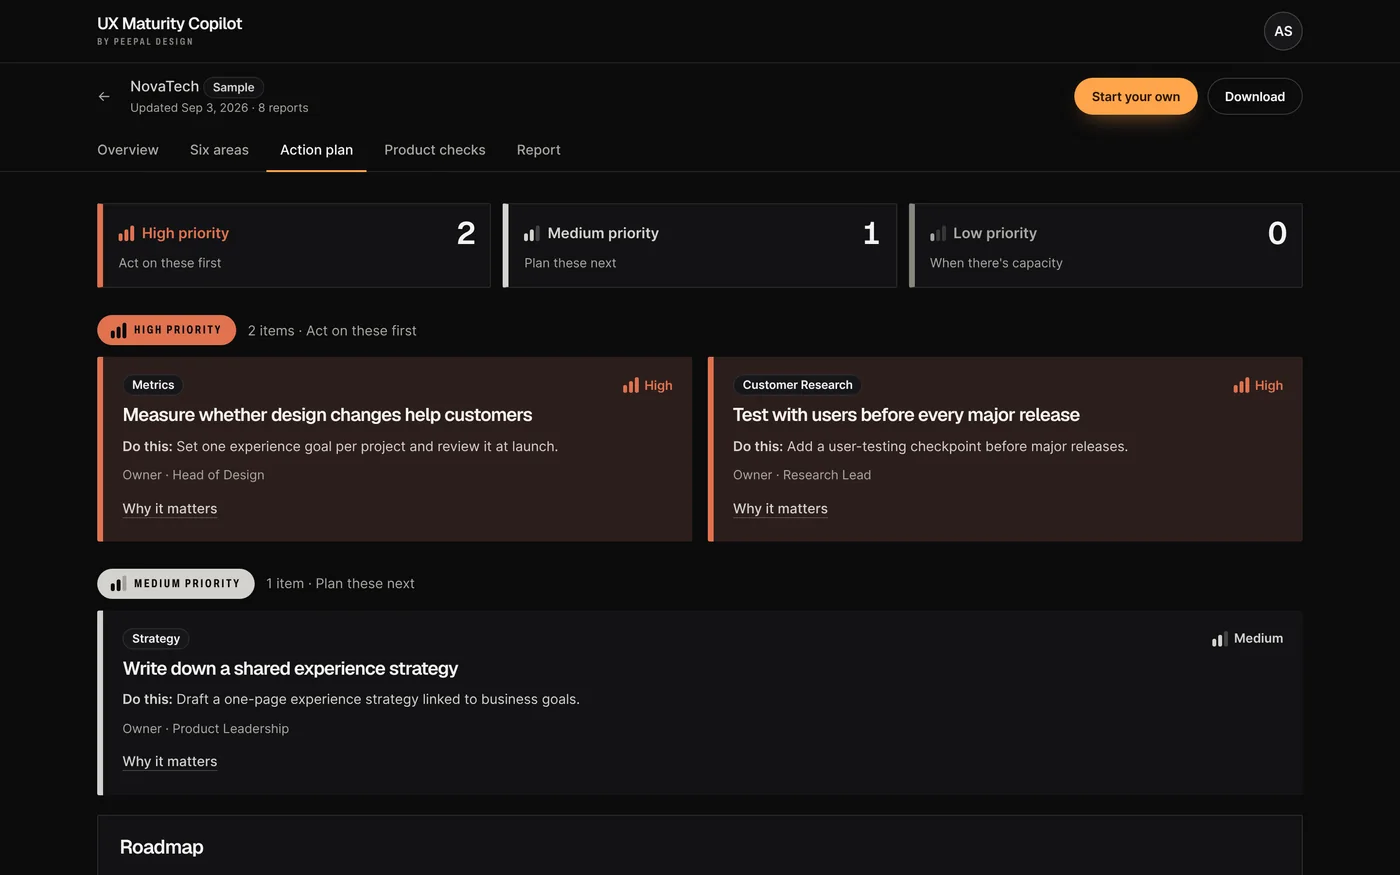 UX Maturity Copilot
BY PEEPAL DESIGN
AS
NovaTech Sample
Updated Sep 3, 2026 · 8 reports
Start your own
Download
Overview
Six areas
Action plan
Product checks
Report
High priority
2
Act on these first
Medium priority
1
Plan these next
Low priority
0
When there's capacity
HIGH PRIORITY
2 items · Act on these first
Metrics
High
Measure whether design changes help customers
Do this: Set one experience goal per project and review it at launch.
Owner · Head of Design
Why it matters
Customer Research
High
Test with users before every major release
Do this: Add a user-testing checkpoint before major releases.
Owner · Research Lead
Why it matters
MEDIUM PRIORITY
1 item · Plan these next
Strategy
Medium
Write down a shared experience strategy
Do this: Draft a one-page experience strategy linked to business goals.
Owner · Product Leadership
Why it matters
Roadmap